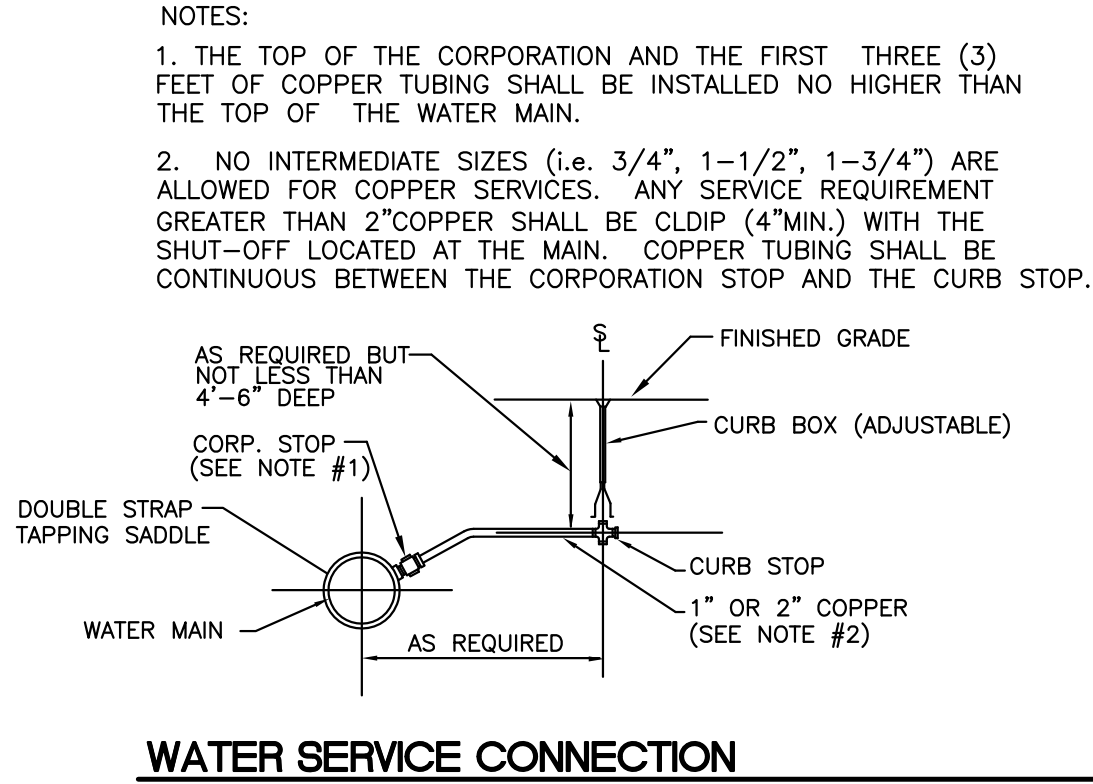 NOTES:
1. THE TOP OF THE CORPORATION AND THE FIRST THREE (3)
FEET OF COPPER TUBING SHALL BE INSTALLED NO HIGHER THAN
THE TOP OF THE WATER MAIN.
2. NO INTERMEDIATE SIZES (i.e. 3/4", 1-1/2", 1-3/4") ARE
ALLOWED FOR COPPER SERVICES. ANY SERVICE REQUIREMENT
GREATER THAN 2"COPPER SHALL BE CLDIP (4"MIN.) WITH THE
SHUT-OFF LOCATED AT THE MAIN. COPPER TUBING SHALL BE
CONTINUOUS BETWEEN THE CORPORATION STOP AND THE CURB STOP.
SL
FINISHED GRADE
AS REQUIRED BUT
NOT LESS THAN
4'-6" DEEP
CURB BOX (ADJUSTABLE)
CORP. STOP
(SEE NOTE #1)
DOUBLE STRAP
TAPPING SADDLE
CURB STOP
1" OR 2" COPPER
(SEE NOTE #2)
WATER MAIN
AS REQUIRED
WATER SERVICE CONNECTION